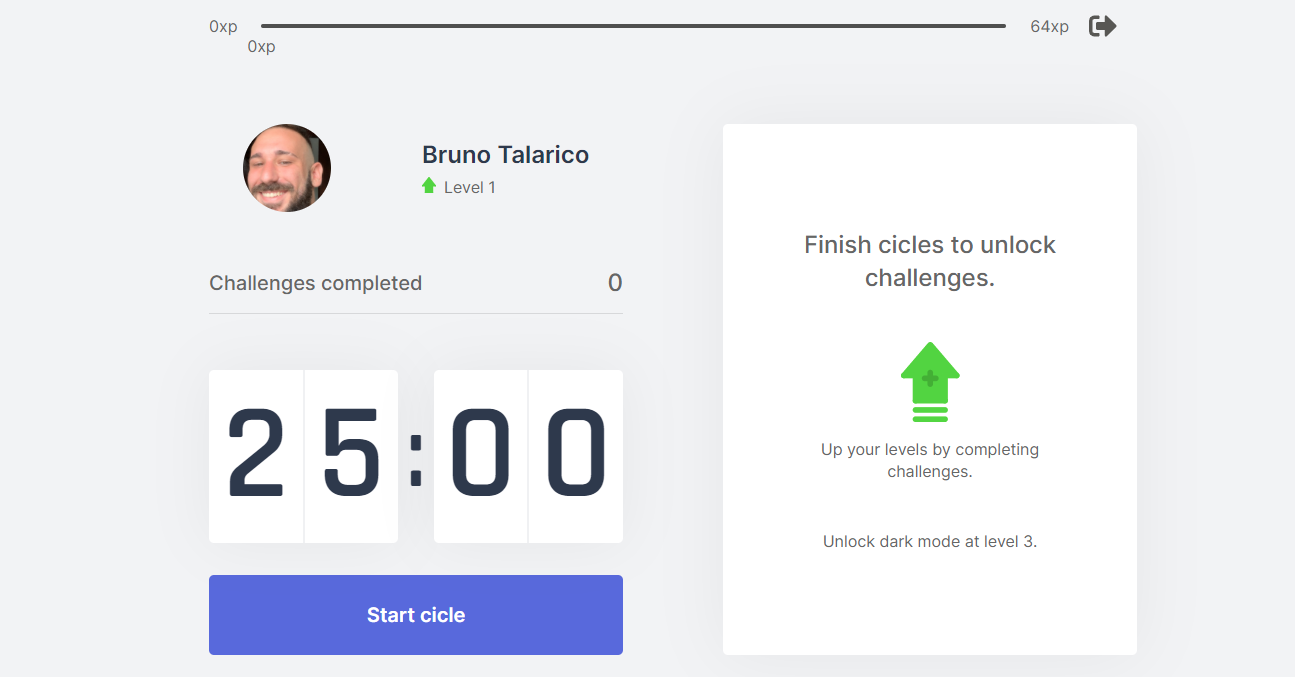 0xp
64xp
0xp
Bruno Talarico
Level 1
Challenges completed
0
25:00
Start cicle
Finish cicles to unlock
challenges.
Up your levels by completing
challenges.
Unlock dark mode at level 3.